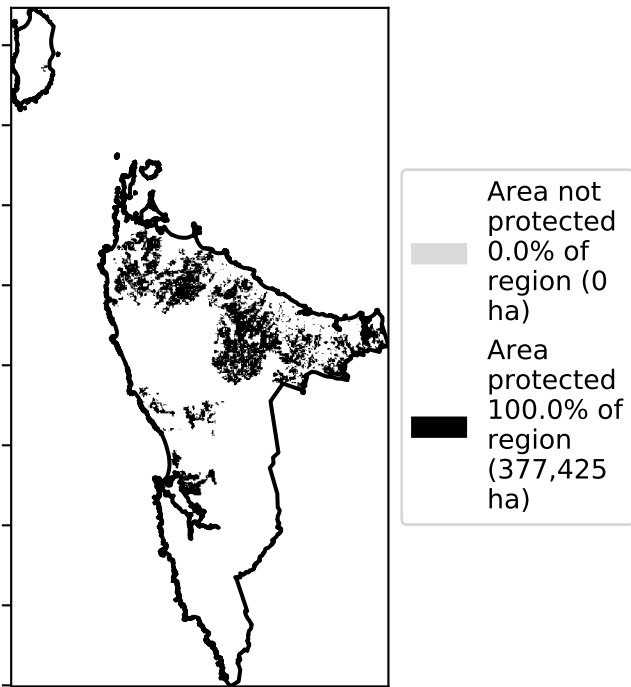 Area not
protected
0.0% of
region (0
ha)
Area
protected
100.0% of
region
(377,425
ha)